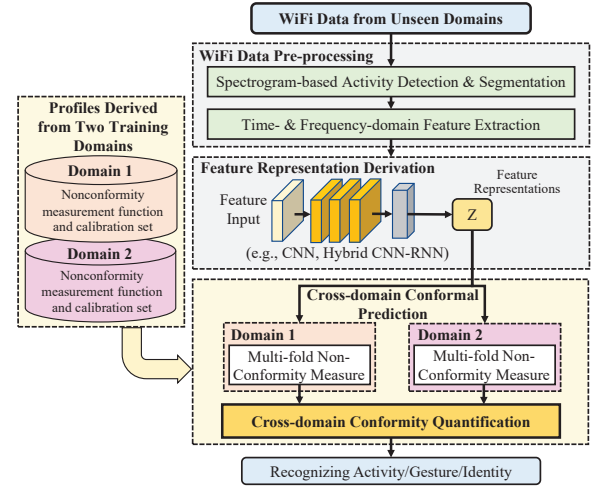 WiFi Data from Unseen Domains
WiFi Data Pre-processing
Spectrogram-based Activity Detection & Segmentation
Time- & Frequency-domain Feature Extraction
Profiles Derived
from Two Training
Domains
Domain 1
Nonconformity
measurement function
and calibration set
Domain 2
Nonconformity
measurement function
and calibration set
Feature Representation Derivation
Feature
Input
Feature
Representations
Z
(e.g., CNN, Hybrid CNN-RNN)
Cross-domain Conformal
Prediction
Domain 1
Multi-fold Non-
Conformity Measure
Domain 2
Multi-fold Non-
Conformity Measure
Cross-domain Conformity Quantification
Recognizing Activity/Gesture/Identity